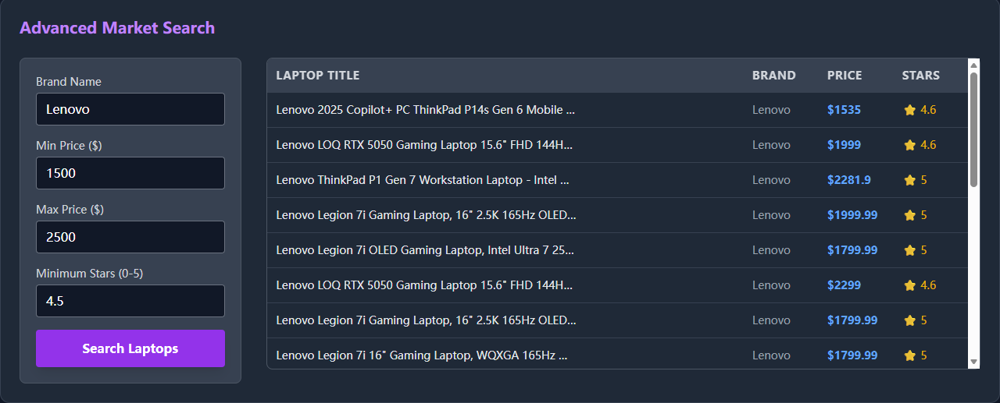 Advanced Market Search
Brand Name
Lenovo
Min Price ($)
1500
Max Price ($)
2500
Minimum Stars (0-5)
4.5
Search Laptops
LAPTOP TITLE BRAND PRICE STARS
Lenovo 2025 Copilot+ PC ThinkPad P14s Gen 6 Mobile ... Lenovo $1535 4.6
Lenovo LOQ RTX 5050 Gaming Laptop 15.6" FHD 144H... Lenovo $1999 4.6
Lenovo ThinkPad P1 Gen 7 Workstation Laptop - Intel ... Lenovo $2281.9 5
Lenovo Legion 7i Gaming Laptop, 16" 2.5K 165Hz OLED... Lenovo $1999.99 5
Lenovo Legion 7i OLED Gaming Laptop, Intel Ultra 7 25... Lenovo $1799.99 5
Lenovo LOQ RTX 5050 Gaming Laptop 15.6" FHD 144H... Lenovo $2299 4.6
Lenovo Legion 7i Gaming Laptop, 16" 2.5K 165Hz OLED... Lenovo $1799.99 5
Lenovo Legion 7i 16" Gaming Laptop, WQXGA 165Hz ... Lenovo $1799.99 5